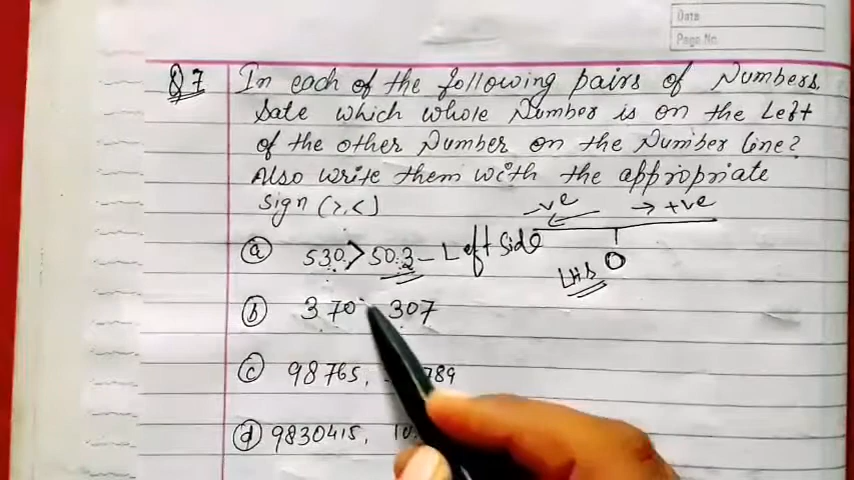 Date
Page No.
Q7 In each of the following pairs of Numbers.
Sate which whole Number is on the Left
of the other Number on the Number line?
Also write them with the appropriate
Sign (>,<)
-ve → +ve
(a) 530 > 503 - Left Side
O
LHS
(b) 370 307
(c) 98765, 789
(d) 9830415, 10